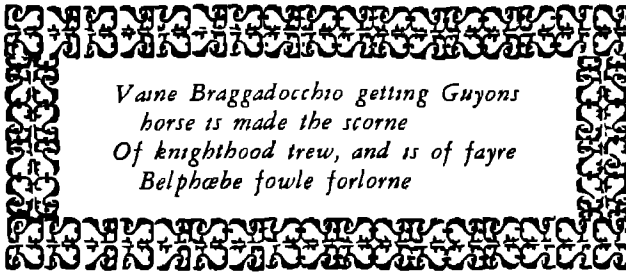 Vaine Braggadocchio getting Guyons
horse is made the scorne
Of knighthood trew, and is of fayre
Belphœbe fowle forlorne